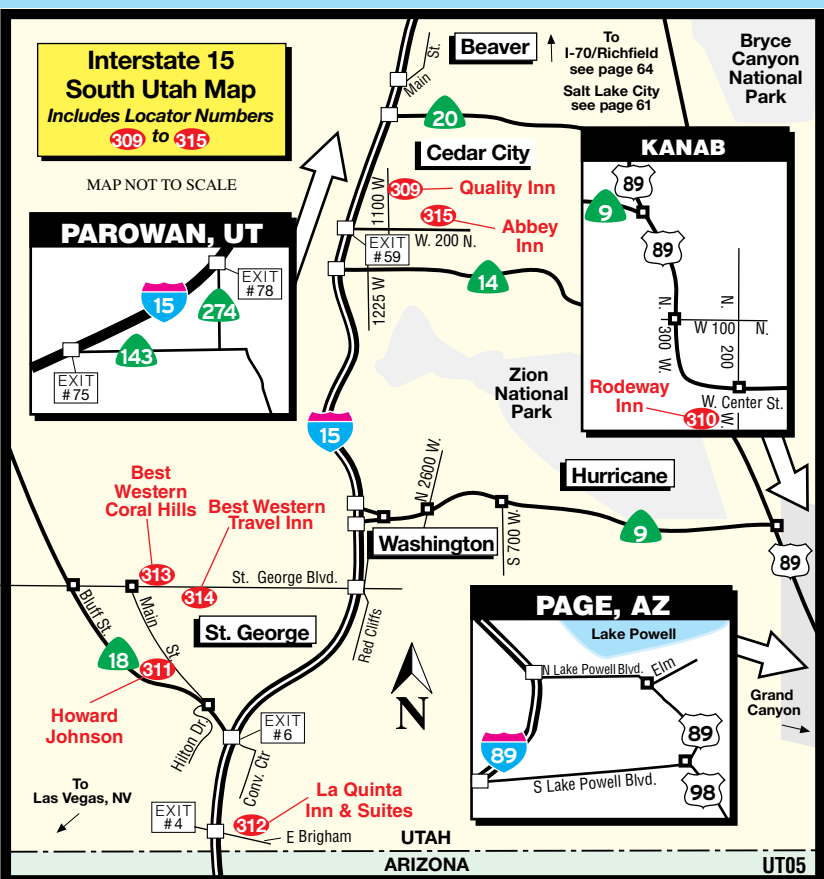 Interstate 15
South Utah Map
Includes Locator Numbers
309 to 315
MAP NOT TO SCALE
Beaver
Main St.
To
I-70/Richfield
see page 64
Salt Lake City
see page 61
Bryce
Canyon
National
Park
20
Cedar City
309 Quality Inn
315 Abbey
Inn
1100 W
W. 200 N.
EXIT
#59
1225 W
14
KANAB
89
9
89
N. 300 W.
W 100 N.
N. 200 W.
W. Center St.
Rodeway
Inn
310
PAROWAN, UT
EXIT
#78
15
274
143
EXIT
#75
Zion
National
Park
15
Hurricane
N 2600 W.
S 700 W.
9
89
Washington
Best
Western
Coral Hills
313
Best Western
Travel Inn
314
St. George Blvd.
Bluff St.
Main St.
St. George
Red Cliffs
18
311
Howard
Johnson
Hilton Dr.
EXIT
#6
Conv. Ctr
N
To
Las Vegas, NV
EXIT
#4
312
La Quinta
Inn & Suites
E Brigham
PAGE, AZ
Lake Powell
N Lake Powell Blvd.
Elm
89
89
S Lake Powell Blvd.
98
Grand
Canyon
UTAH
ARIZONA
UT05